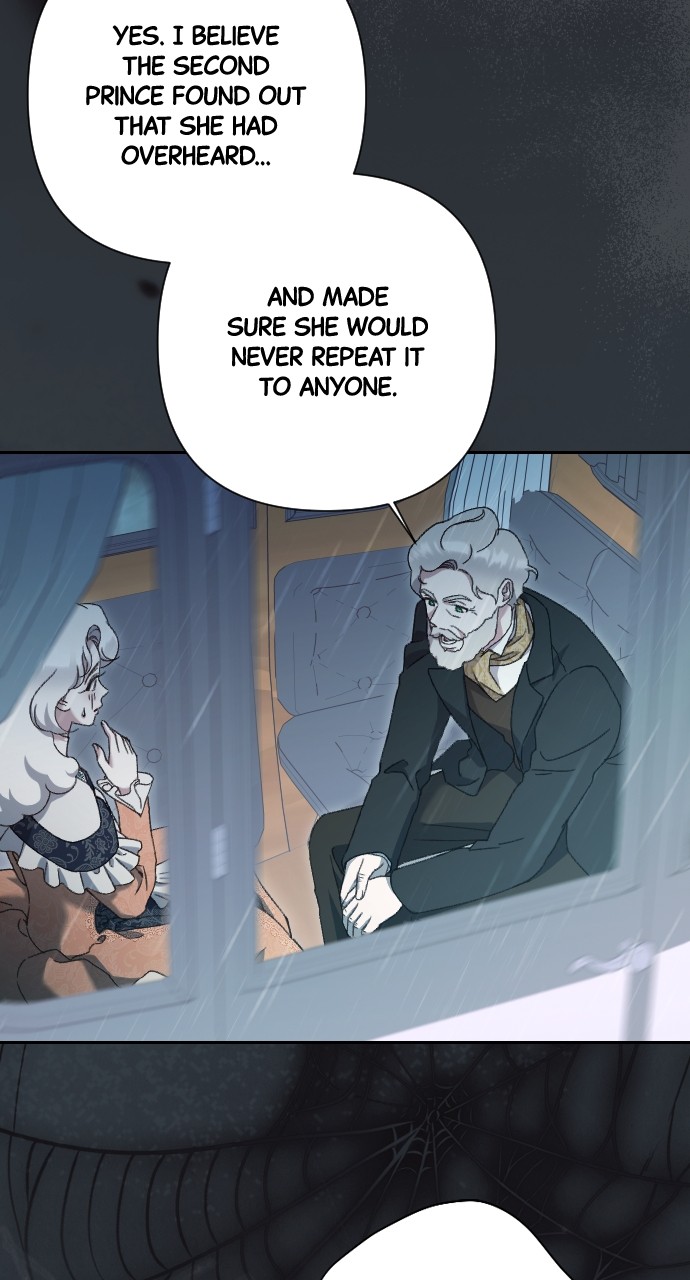 YES. I BELIEVE
THE SECOND
PRINCE FOUND OUT
THAT SHE HAD
OVERHEARD...
AND MADE
SURE SHE WOULD
NEVER REPEAT IT
TO ANYONE.